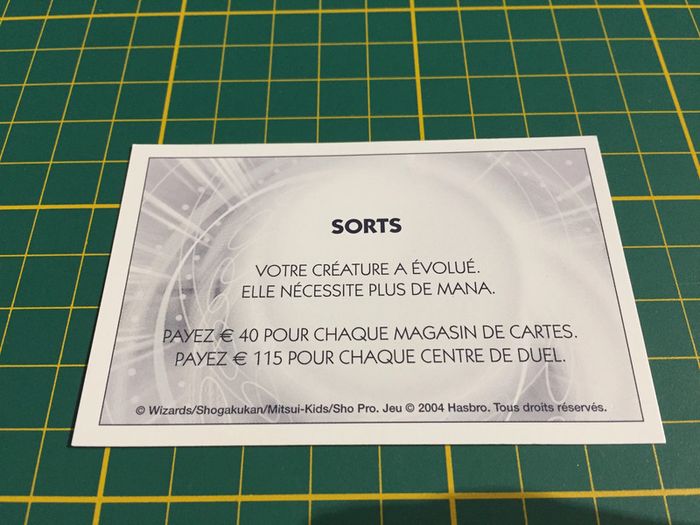 SORTS
VOTRE CRÉATURE A ÉVOLUÉ.
ELLE NÉCESSITE PLUS DE MANA.
PAYEZ € 40 POUR CHAQUE MAGASIN DE CARTES.
PAYEZ € 115 POUR CHAQUE CENTRE DE DUEL.
© Wizards/Shogakukan/Mitsui-Kids/Sho Pro. Jeu © 2004 Hasbro. Tous droits réservés.